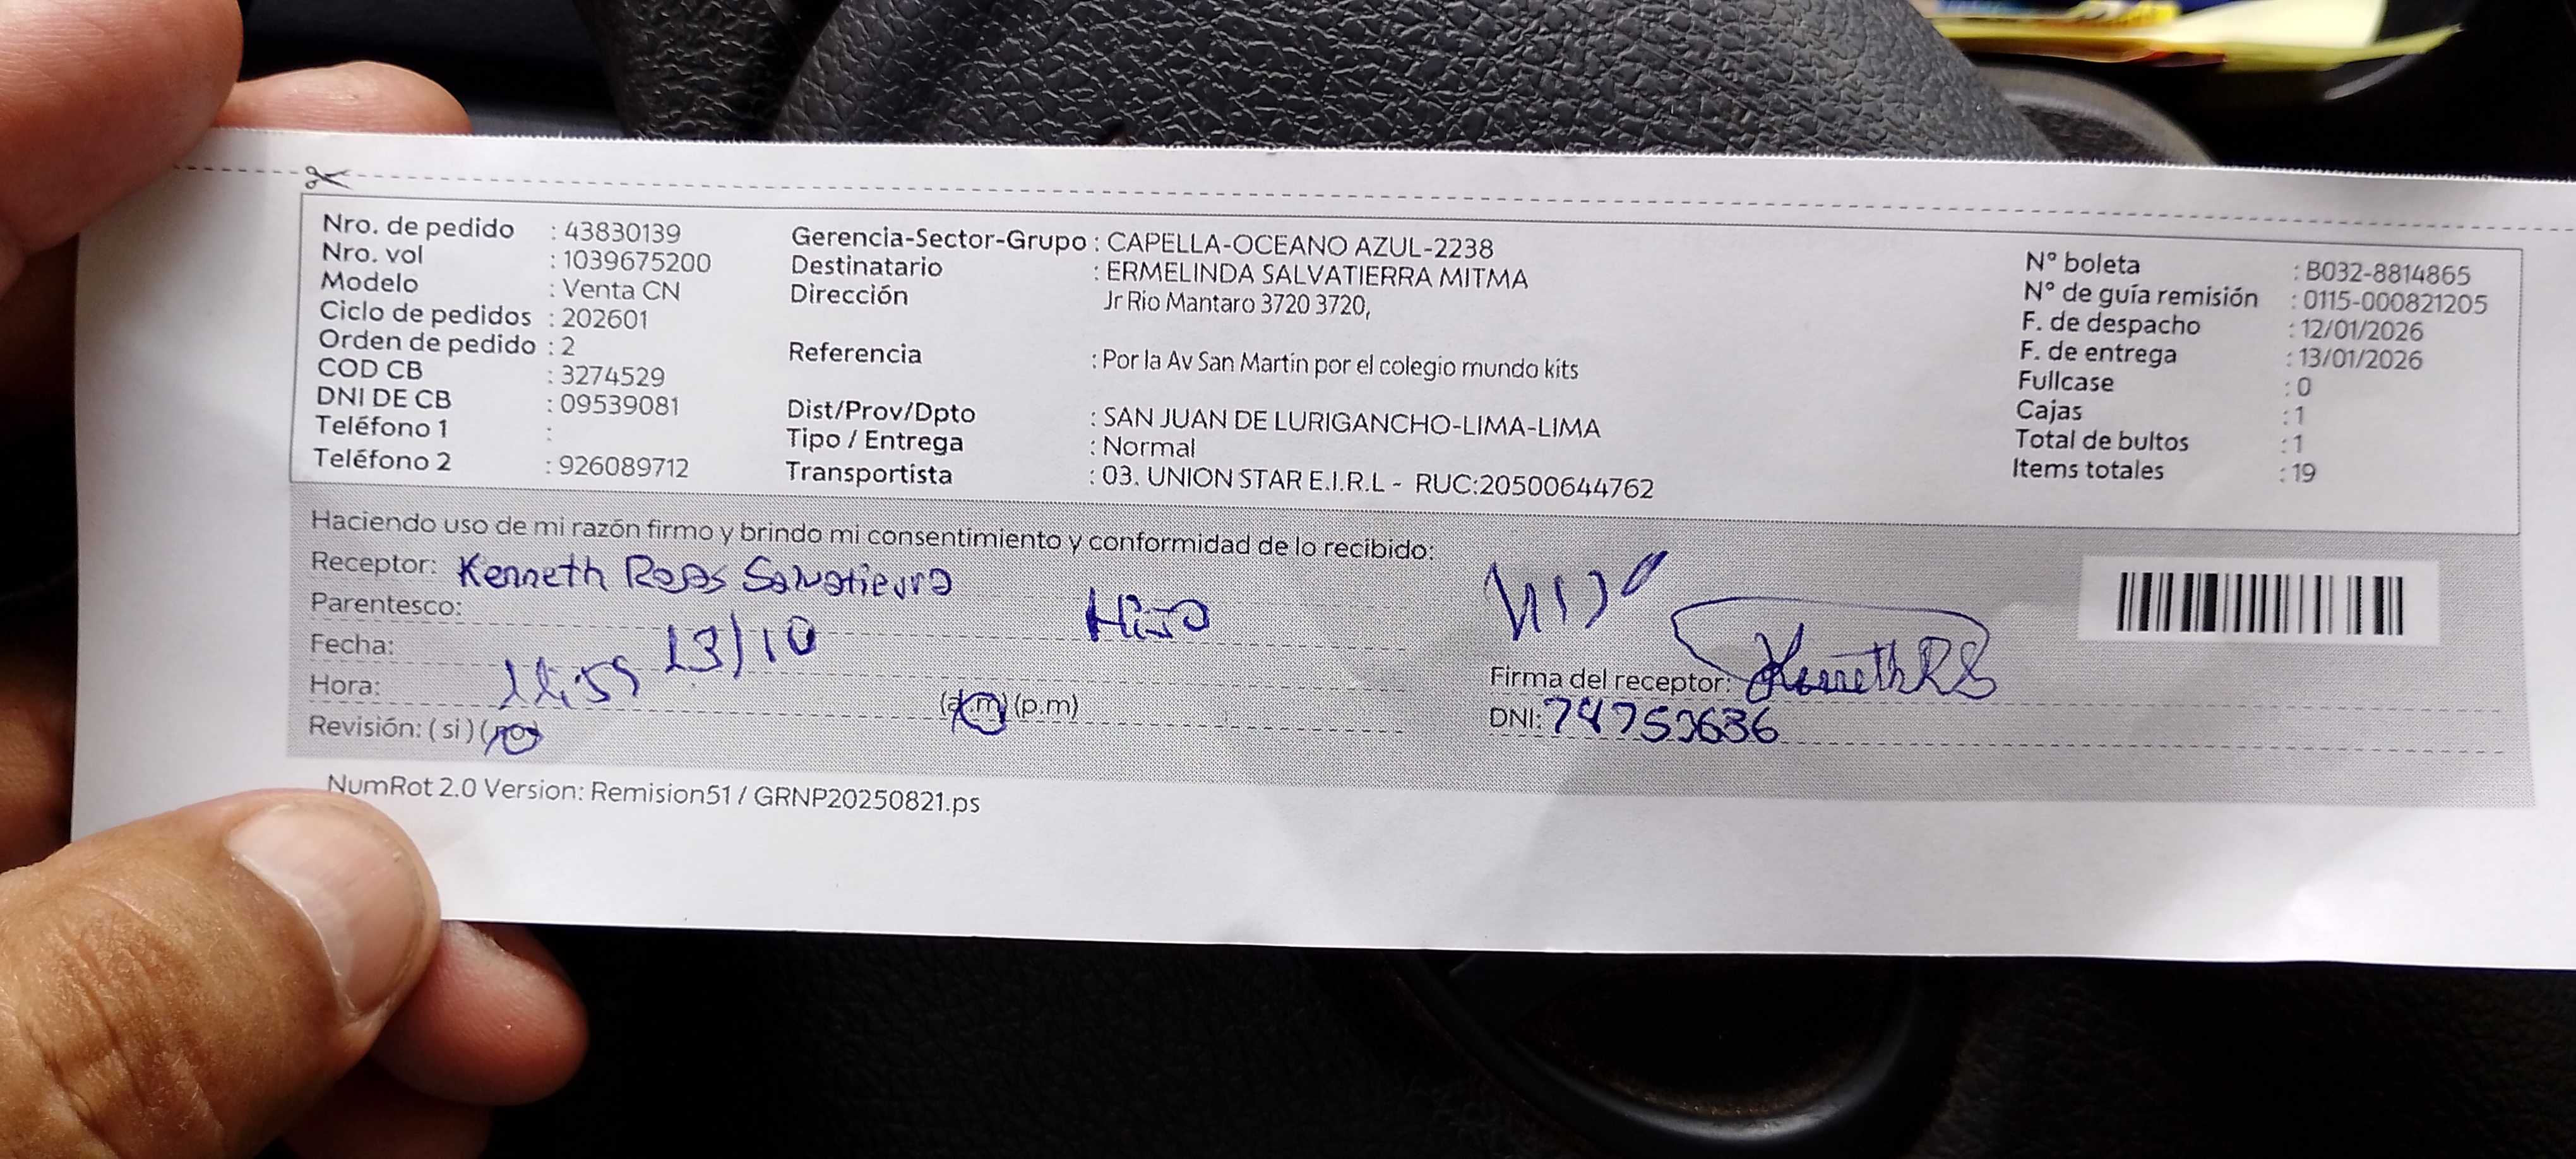 Nro. de pedido : 43830139
Nro. vol : 1039675200
Modelo : Venta CN
Ciclo de pedidos : 202601
Orden de pedido : 2
COD CB : 3274529
DNI DE CB : 09539081
Teléfono 1 :
Teléfono 2 : 926089712
Gerencia-Sector-Grupo : CAPELLA-OCEANO AZUL-2238
Destinatario : ERMELINDA SALVATIERRA MITMA
Dirección Jr Rio Mantaro 3720 3720,
Referencia : Por la Av San Martin por el colegio mundo kits
Dist/Prov/Dpto : SAN JUAN DE LURIGANCHO-LIMA-LIMA
Tipo / Entrega : Normal
Transportista : 03. UNION STAR E.I.R.L - RUC:20500644762
N° boleta : B032-8814865
N° de guía remisión : 0115-000821205
F. de despacho : 12/01/2026
F. de entrega : 13/01/2026
Fullcase : 0
Cajas : 1
Total de bultos : 1
Items totales : 19
Haciendo uso de mi razón firmo y brindo mi consentimiento y conformidad de lo recibido:
Receptor: Kenneth Rojas Salvatierra
Parentesco: Hijo
Fecha: 13/10
Hora: (a.m) (p.m)
Revisión: ( si ) (no)
Firma del receptor: Kenneth RS
DNI:
NumRot 2.0 Version: Remision51 / GRNP20250821.ps